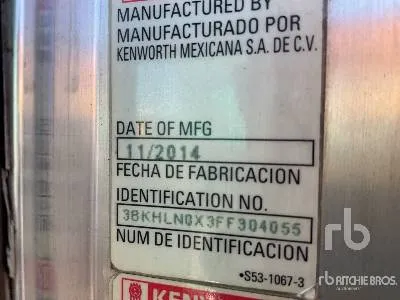 MANUFACTURED BY
MANUFACTURADO POR
KENWORTH MEXICANA S.A. DE C.V.
DATE OF MFG
11/2014
FECHA DE FABRICACION
IDENTIFICATION NO.
3BKHLN0X3FF304055
NUM DE IDENTIFICACION
•S53-1067-3
rb
rb RITCHIE BROS.